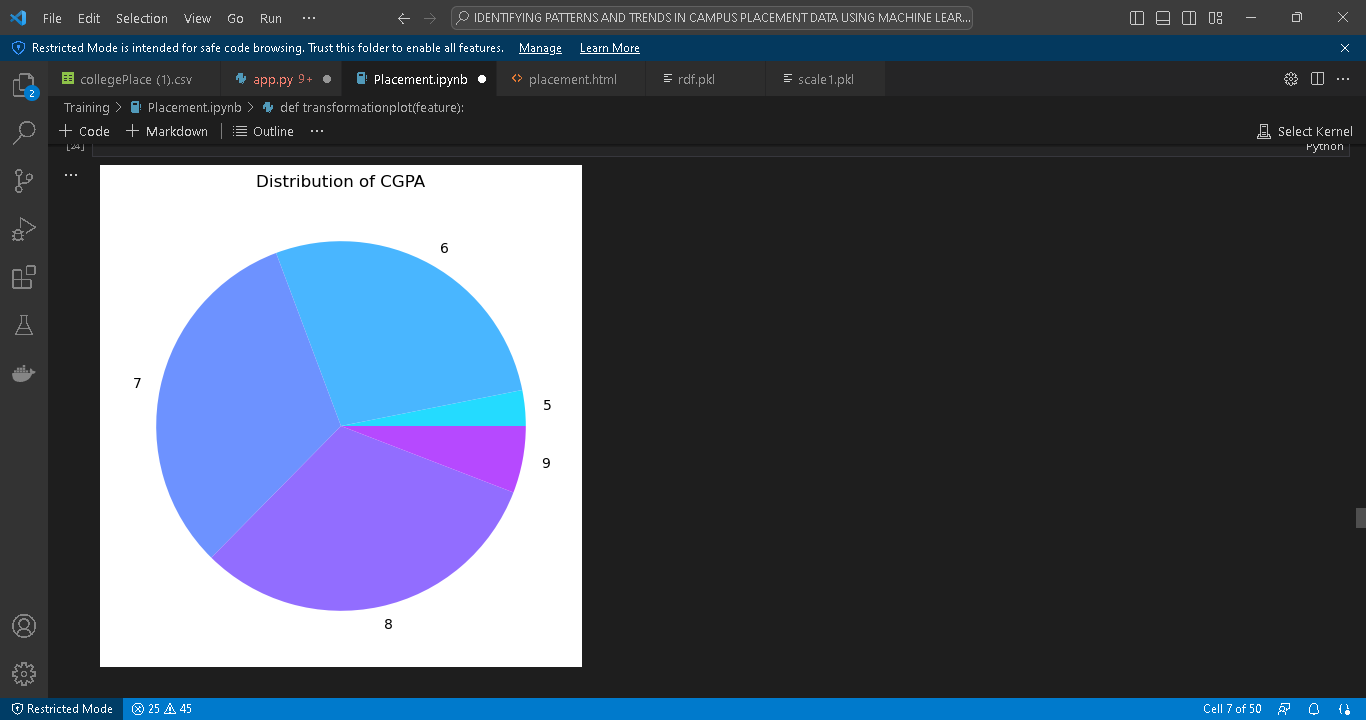 File Edit Selection View Go Run ··· IDENTIFYING PATTERNS AND TRENDS IN CAMPUS PLACEMENT DATA USING MACHINE LEAR...
Restricted Mode is intended for safe code browsing. Trust this folder to enable all features. Manage Learn More
collegePlace (1).csv app.py 9+ Placement.ipynb placement.html rdf.pkl scale1.pkl
Training > Placement.ipynb > def transformationplot(feature):
+ Code + Markdown Outline ··· Select Kernel
[24] Python
2
Distribution of CGPA
6
7
5
9
8
Restricted Mode 25 45 Cell 7 of 50